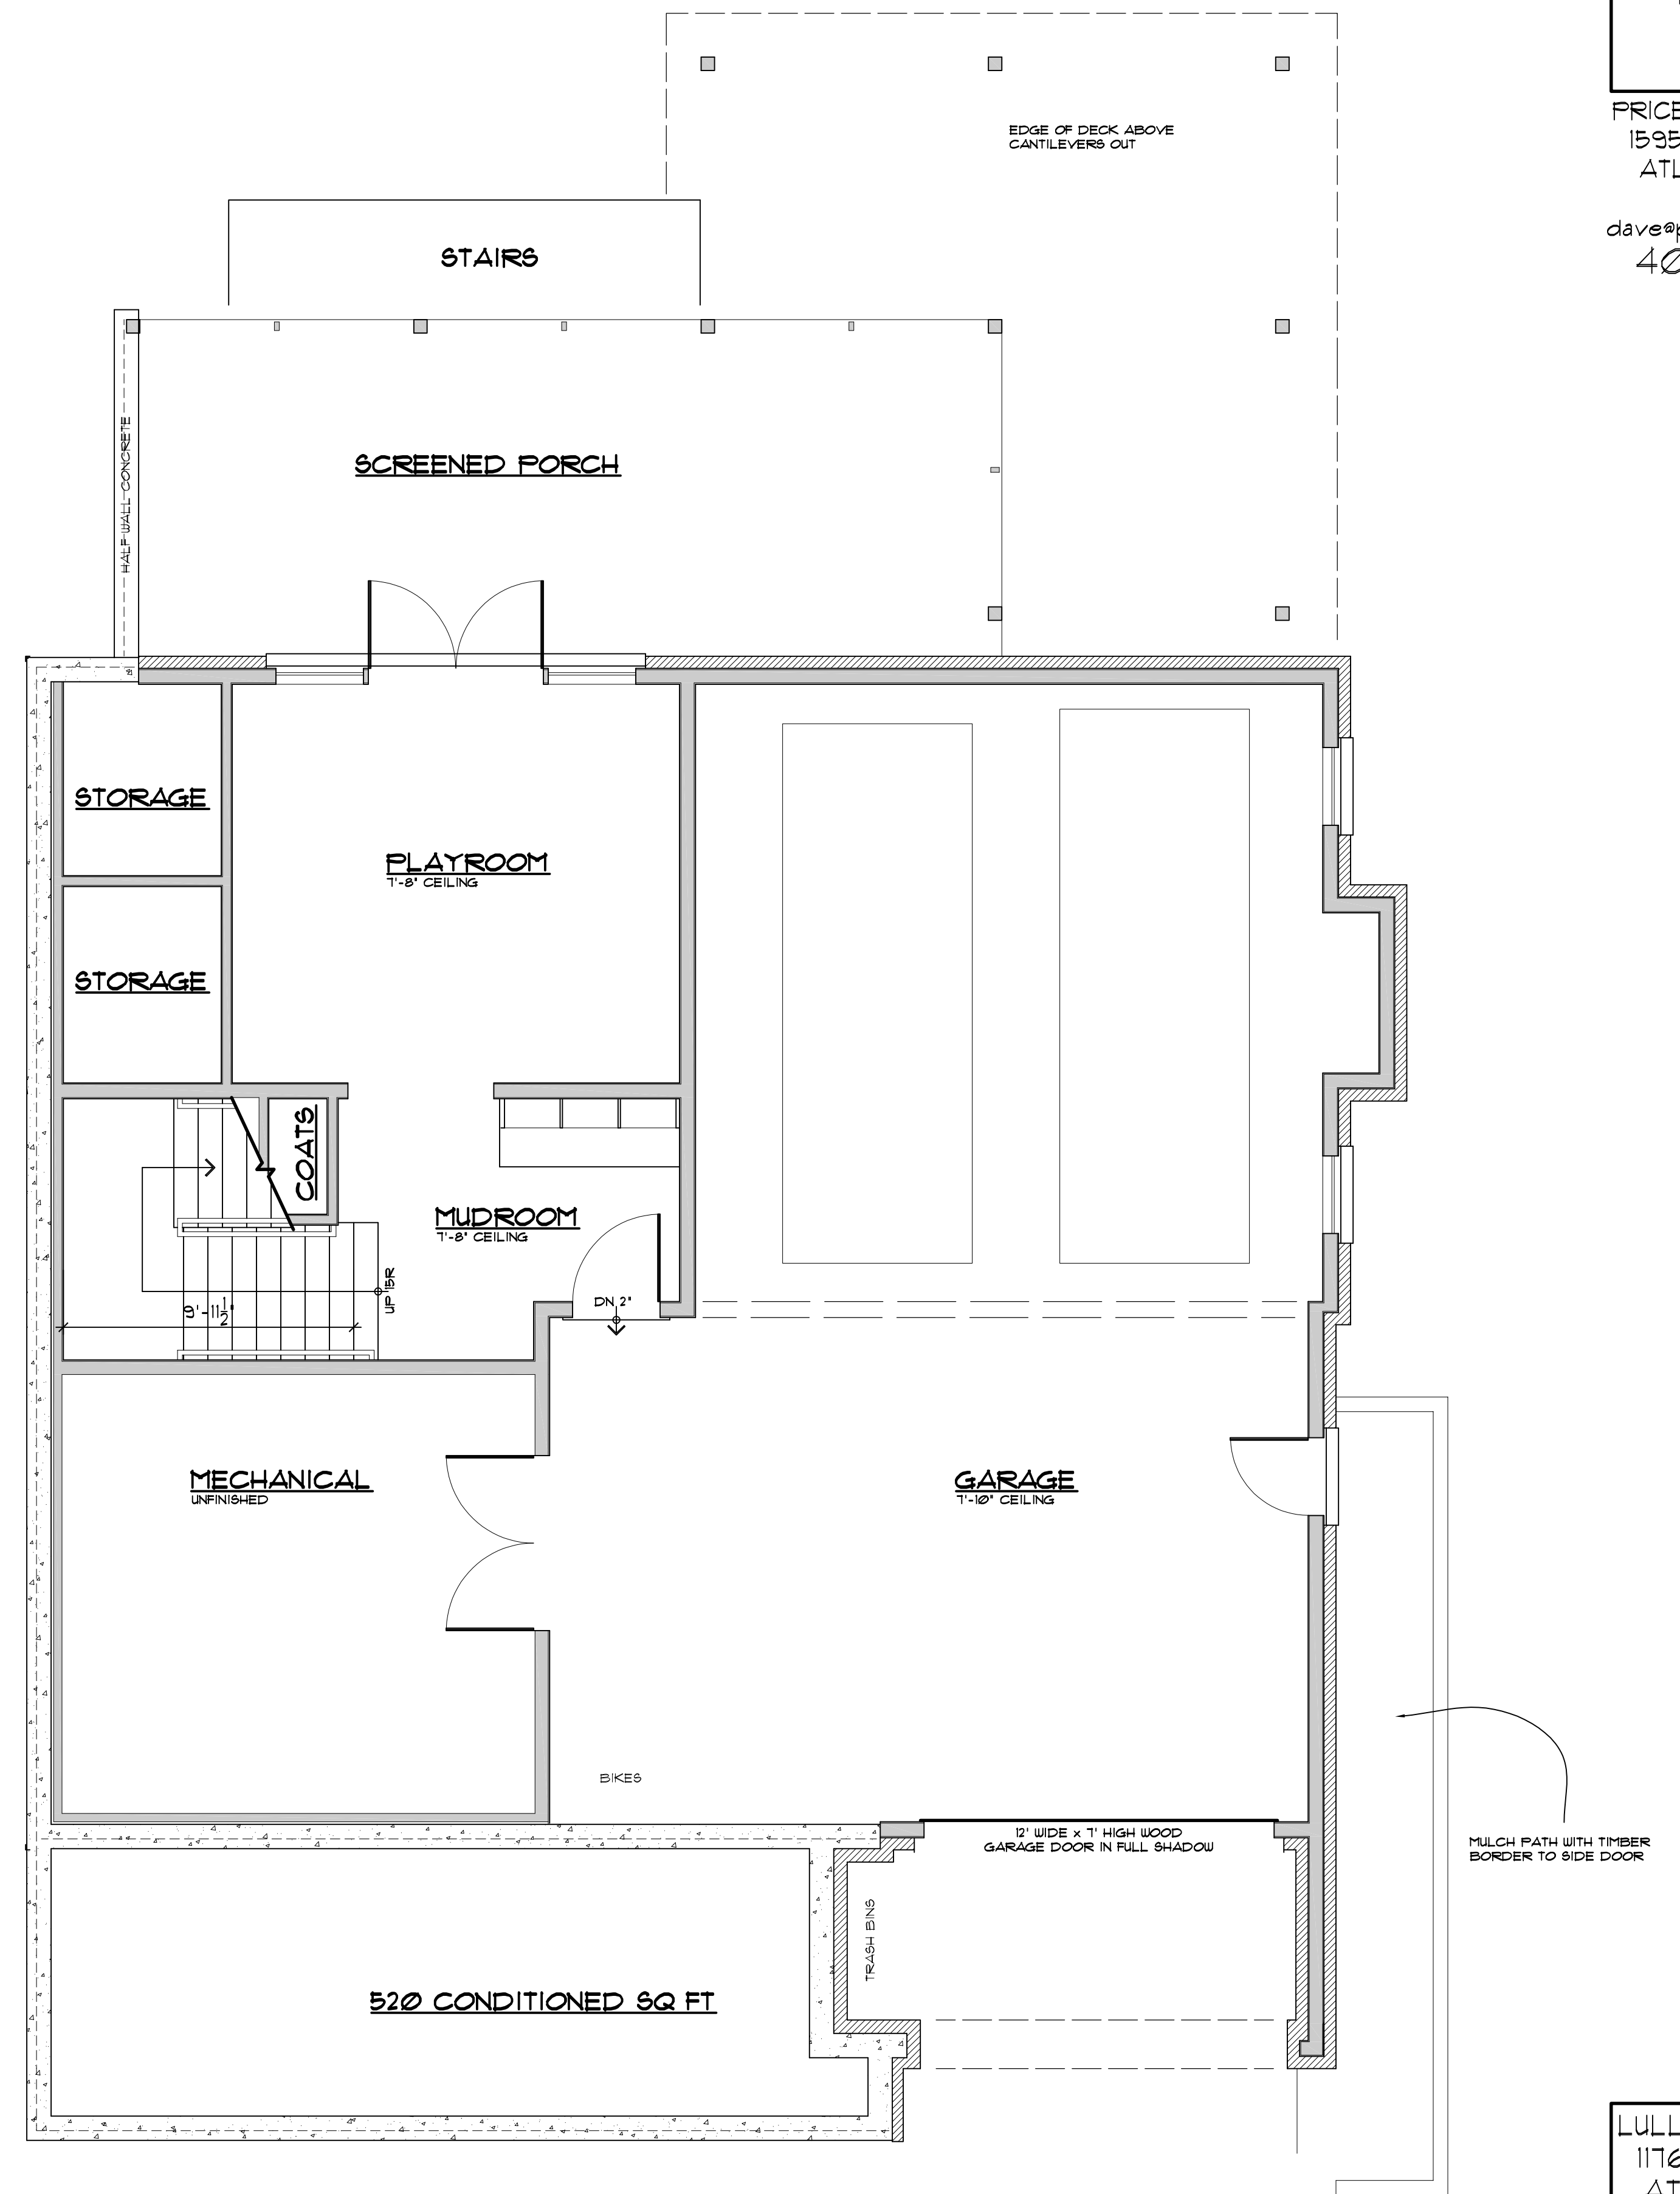 EDGE OF DECK ABOVE
CANTILEVERS OUT
PRICE
1595
ATL
dave@p
40
STAIRS
HALF WALL CONCRETE
SCREENED PORCH
STORAGE
PLAYROOM
7'-8" CEILING
STORAGE
COATS
MUDROOM
7'-8" CEILING
UP 15R
DN 2"
9'-11 1/2"
MECHANICAL
UNFINISHED
GARAGE
7'-10" CEILING
BIKES
12' WIDE x 7' HIGH WOOD
GARAGE DOOR IN FULL SHADOW
MULCH PATH WITH TIMBER
BORDER TO SIDE DOOR
TRASH BINS
520 CONDITIONED SQ FT
LULL
1176
AT